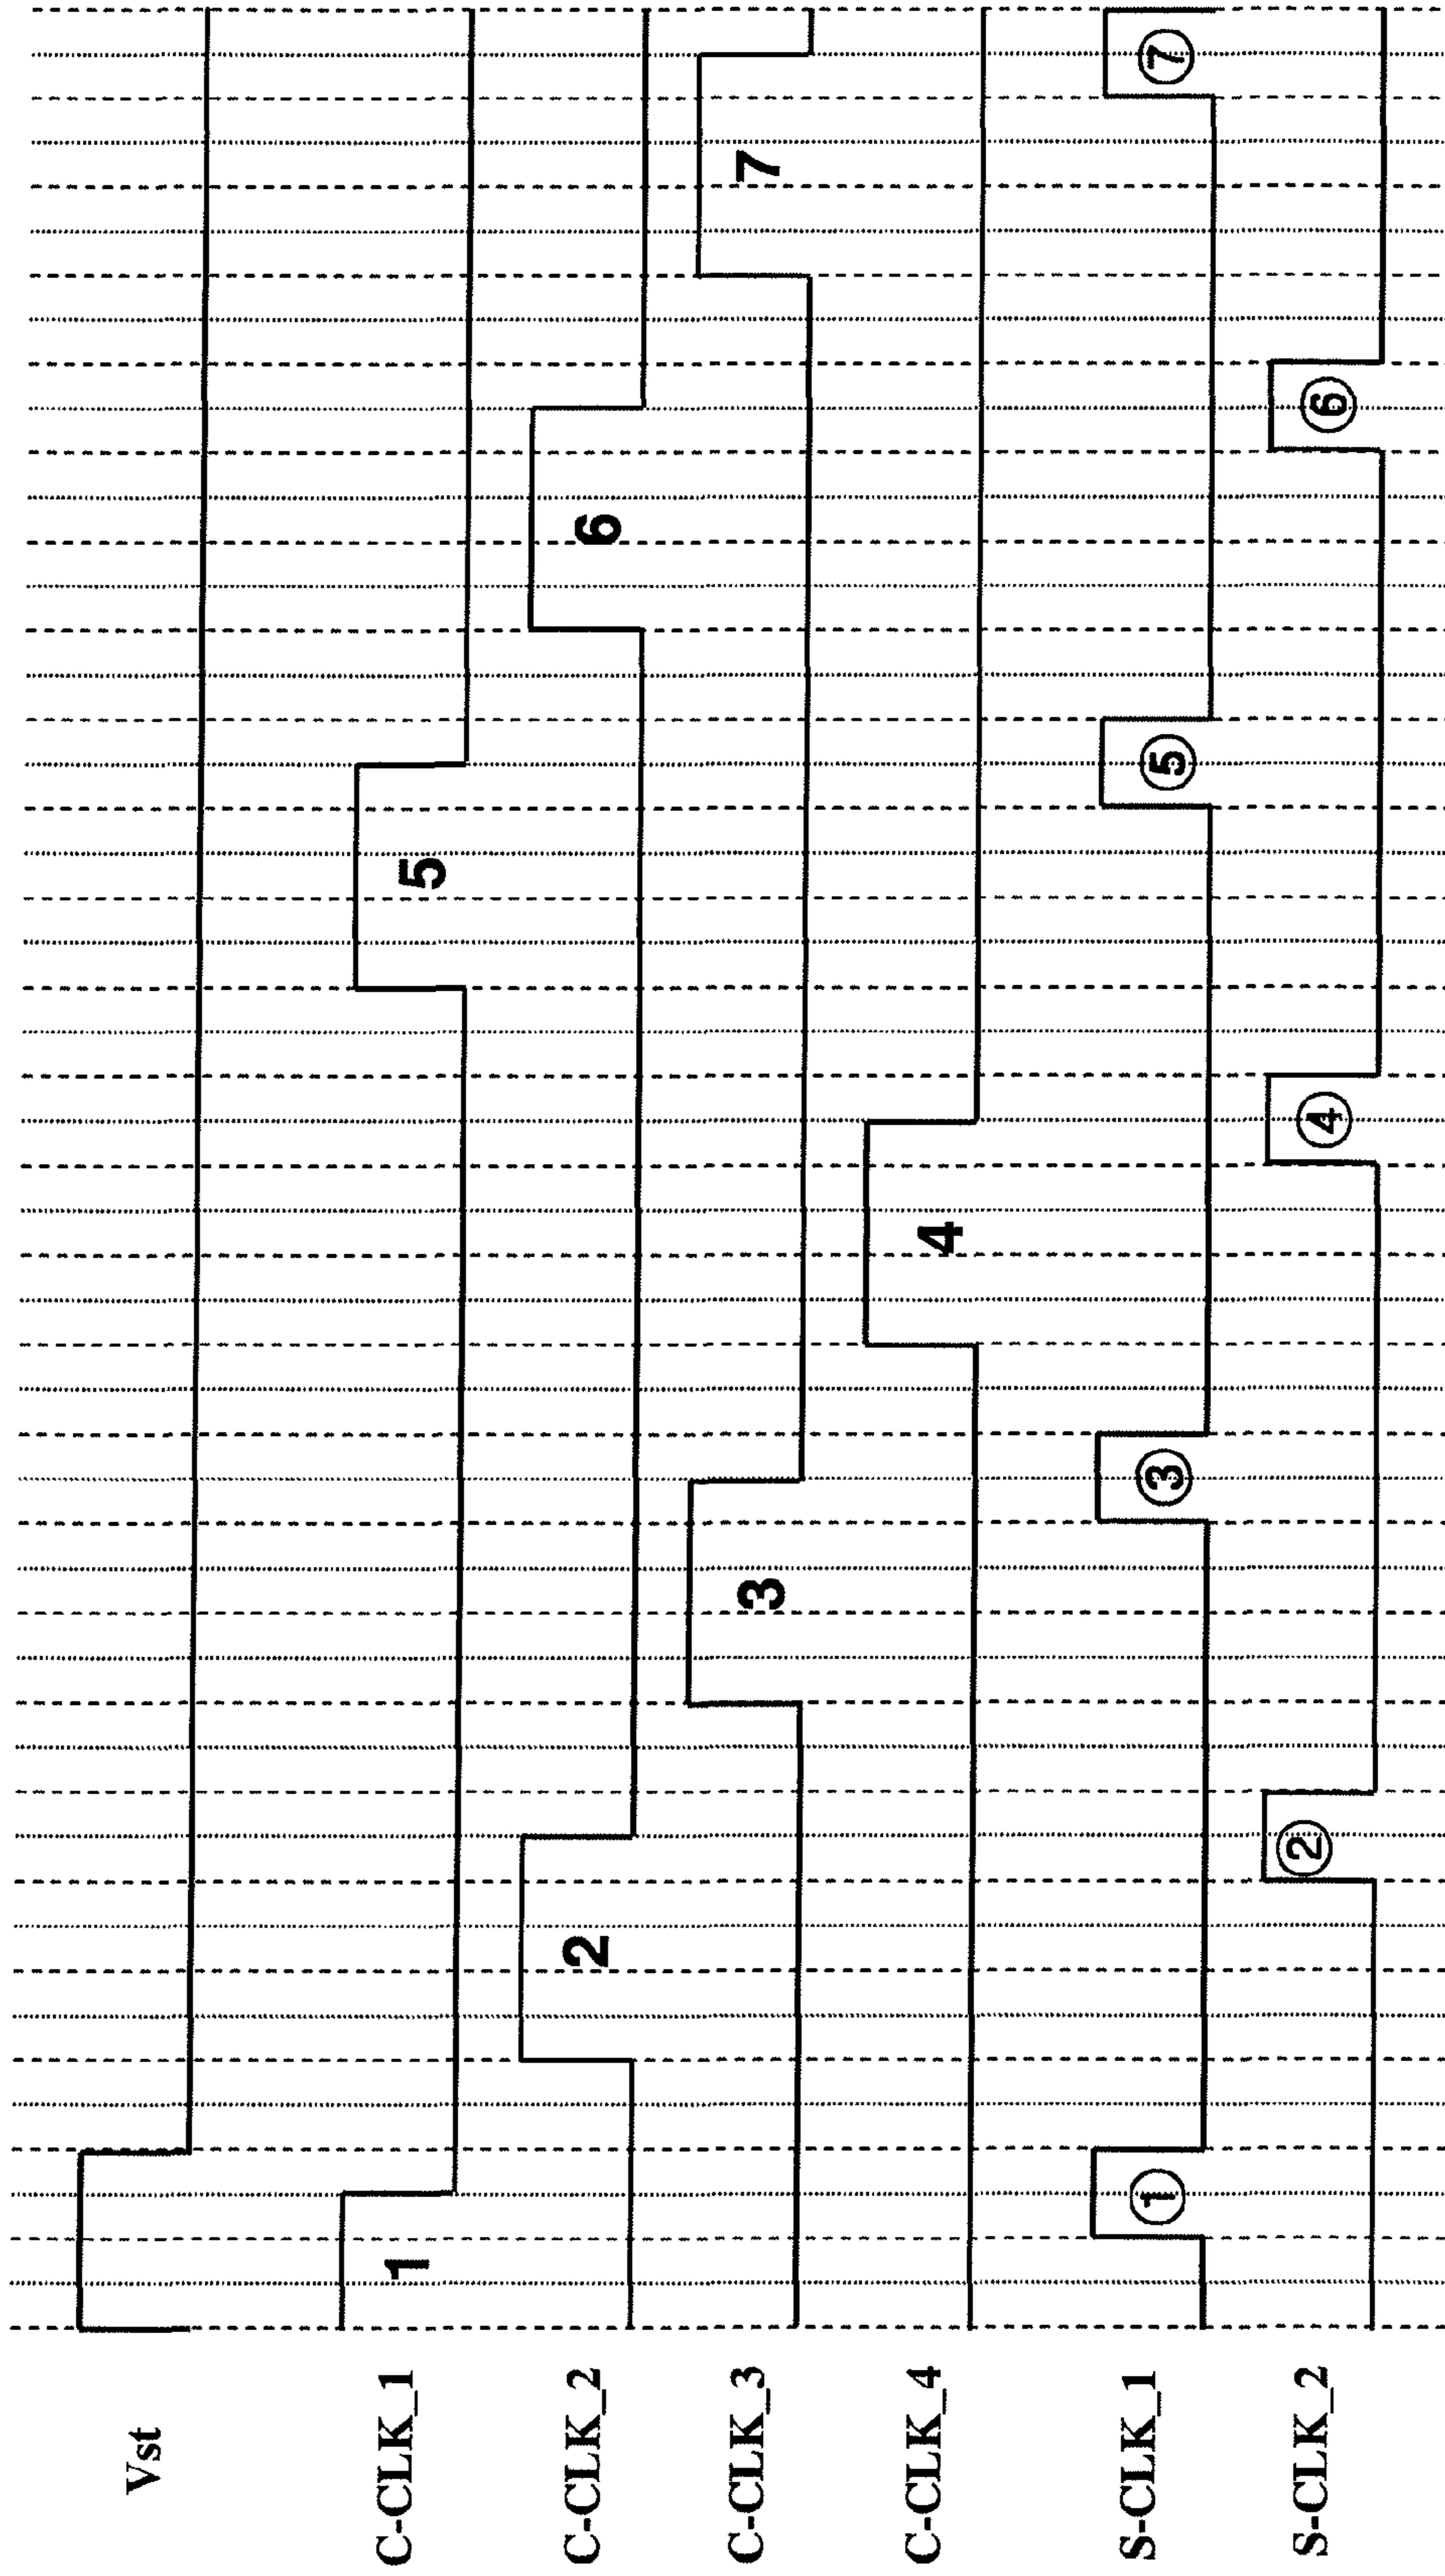 Vst
C-CLK_1
1
5
C-CLK_2
2
6
C-CLK_3
3
7
C-CLK_4
4
S-CLK_1
①
③
⑤
⑦
S-CLK_2
②
④
⑥